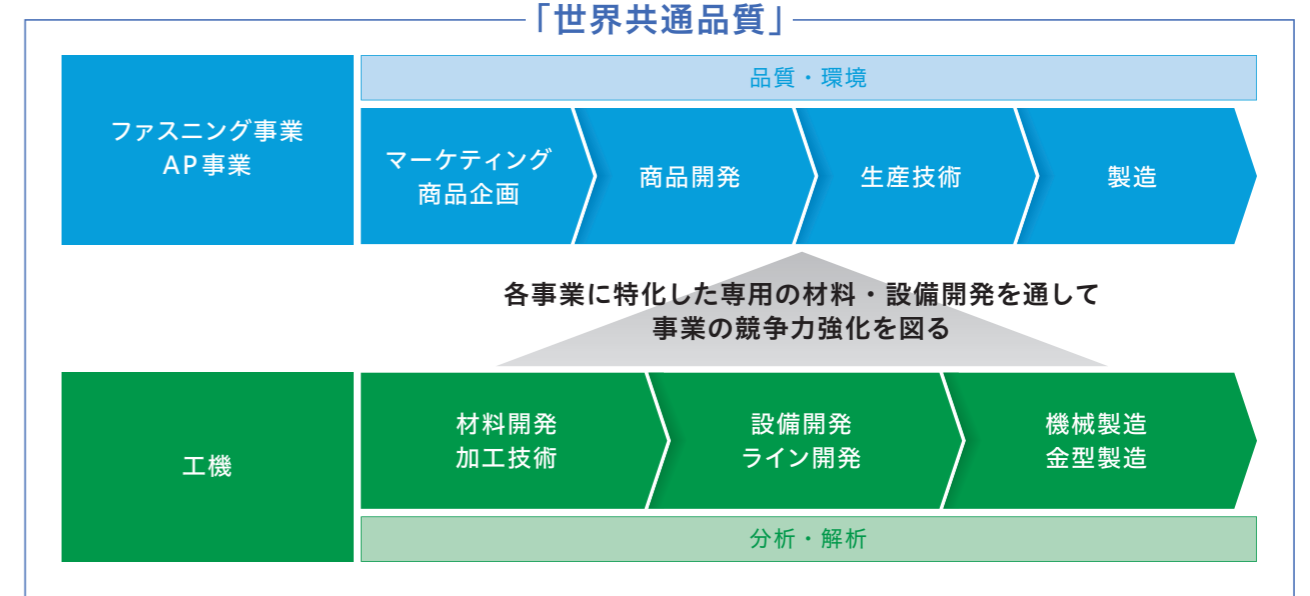 「世界共通品質」
ファスニング事業
AP事業
品質・環境
マーケティング
商品企画
商品開発
生産技術
製造
各事業に特化した専用の材料・設備開発を通して
事業の競争力強化を図る
工機
材料開発
加工技術
設備開発
ライン開発
機械製造
金型製造
分析・解析